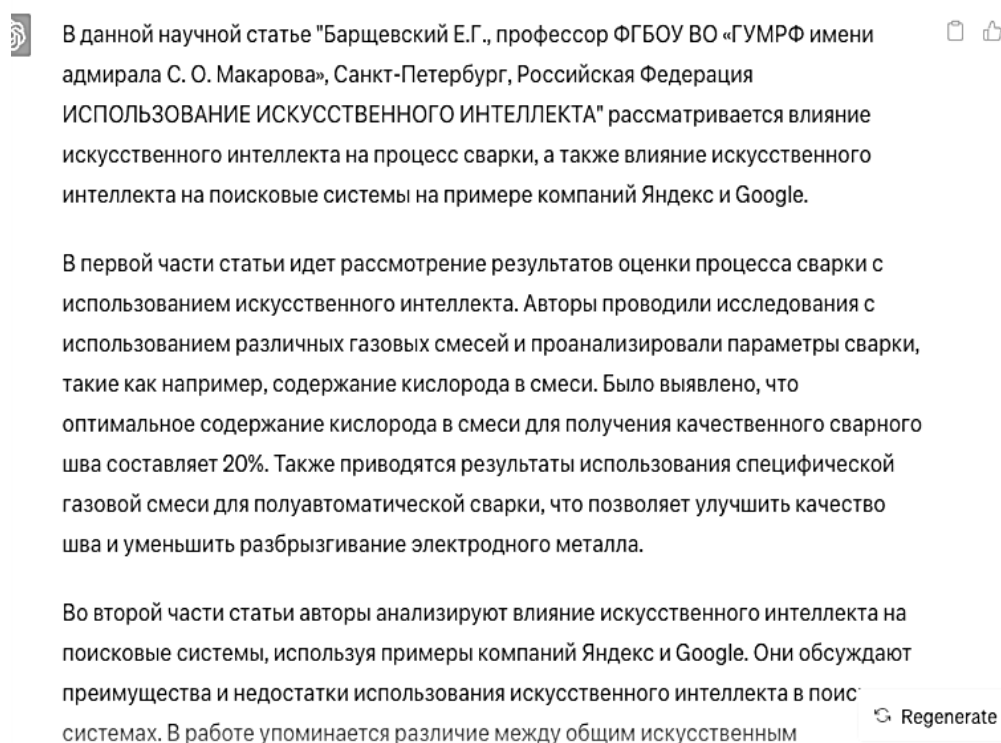 В данной научной статье "Барщевский Е.Г., профессор ФГБОУ ВО «ГУМРФ имени
адмирала С. О. Макарова», Санкт-Петербург, Российская Федерация
ИСПОЛЬЗОВАНИЕ ИСКУССТВЕННОГО ИНТЕЛЛЕКТА" рассматривается влияние
искусственного интеллекта на процесс сварки, а также влияние искусственного
интеллекта на поисковые системы на примере компаний Яндекс и Google.
В первой части статьи идет рассмотрение результатов оценки процесса сварки с
использованием искусственного интеллекта. Авторы проводили исследования с
использованием различных газовых смесей и проанализировали параметры сварки,
такие как например, содержание кислорода в смеси. Было выявлено, что
оптимальное содержание кислорода в смеси для получения качественного сварного
шва составляет 20%. Также приводятся результаты использования специфической
газовой смеси для полуавтоматической сварки, что позволяет улучшить качество
шва и уменьшить разбрызгивание электродного металла.
Во второй части статьи авторы анализируют влияние искусственного интеллекта на
поисковые системы, используя примеры компаний Яндекс и Google. Они обсуждают
преимущества и недостатки использования искусственного интеллекта в
системах. В работе упоминается различие между общим искусственным
Regenerate